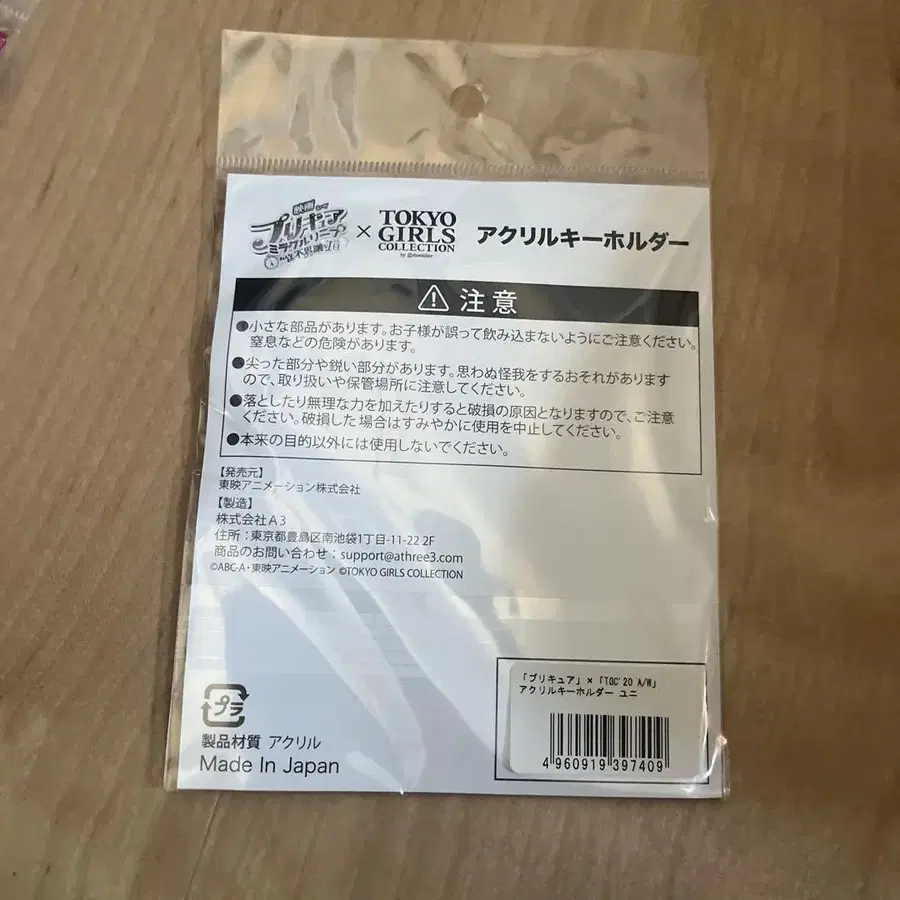 映画
プリキュア
ミラクルリープ
×
TOKYO
GIRLS
COLLECTION
アクリルキーホルダー
注意
●小さな部品があります。お子様が誤って飲み込まないようにご注意ください。
窒息などの危険があります。
●尖った部分や鋭い部分があります。思わぬ怪我をするおそれがあります
ので、取り扱いや保管場所に注意してください。
●落としたり無理な力を加えたりすると破損の原因となりますので、ご注意
ください。破損した場合はすみやかに使用を中止してください。
●本来の目的以外には使用しないでください。
【発売元】
東映アニメーション株式会社
【製造】
株式会社A3
住所:東京都豊島区南池袋1丁目-11-22 2F
商品のお問い合わせ:support@athree3.com
©ABC-A・東映アニメーション ©TOKYO GIRLS COLLECTION
「プリキュア」×「TGC'20 A/W」
アクリルキーホルダー ユニ
4 960919 397409
プラ
製品材質 アクリル
Made In Japan